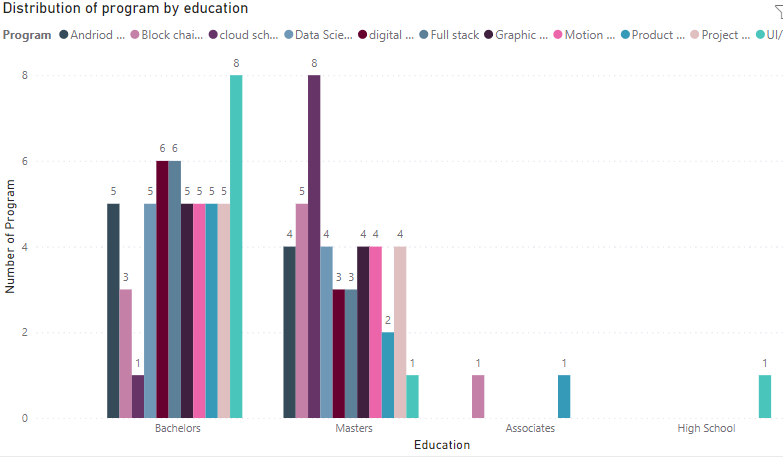 Distribution of program by education
Program Andriod ... Block chai... cloud sch... Data Scie... digital ... Full stack Graphic ... Motion ... Product ... Project ... UI/
8
6
4
2
0
Number of Program
5 3 1 5 6 6 5 5 5 5 8
4 5 8 4 3 3 4 4 2 4 1
1 1
1
Bachelors Masters Associates High School
Education